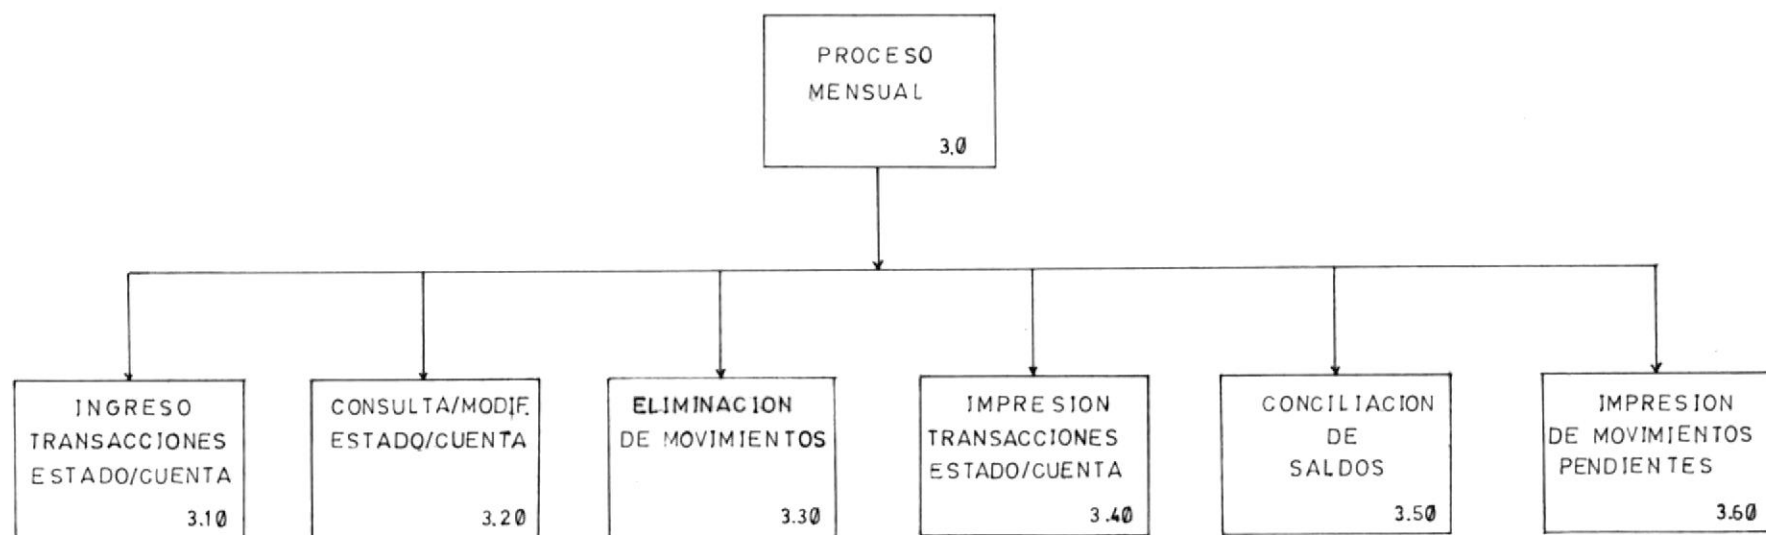 PROCESO
MENSUAL
3.0
INGRESO
TRANSACCIONES
ESTADO/CUENTA
3.10
CONSULTA/MODIF.
ESTADO/CUENTA
3.20
ELIMINACION
DE MOVIMIENTOS
3.30
IMPRESION
TRANSACCIONES
ESTADO/CUENTA
3.40
CONCILIACION
DE
SALDOS
3.50
IMPRESION
DE MOVIMIENTOS
PENDIENTES
3.60